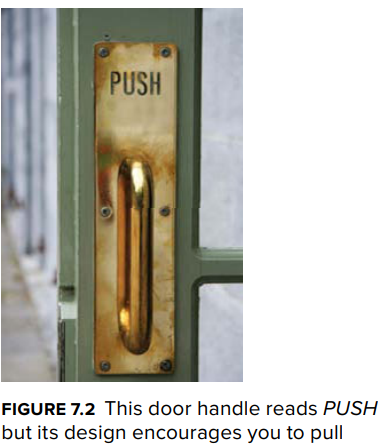 PUSH
FIGURE 7.2 This door handle reads PUSH
but its design encourages you to pull